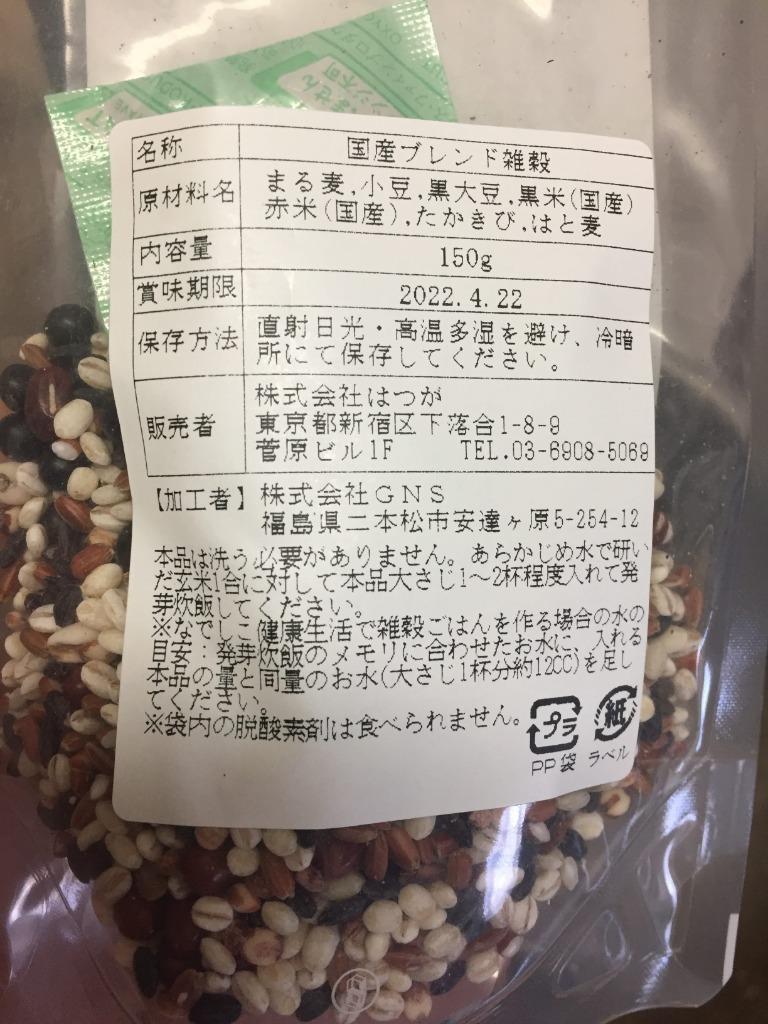 名称 国産ブレンド雑穀
原材料名 まる麦,小豆,黒大豆,黒米(国産)
赤米(国産),たかきび,はと麦
内容量 150g
賞味期限 2022.4.22
保存方法 直射日光・高温多湿を避け、冷暗
所にて保存してください。
販売者 株式会社はつが
東京都新宿区下落合1-8-9
菅原ビル1F TEL.03-6908-5069
【加工者】 株式会社GNS
福島県二本松市安達ヶ原5-254-12
本品は洗う必要がありません。あらかじめ水で研い
だ玄米1合に対して本品大さじ1～2杯程度入れて発
芽炊飯してください。
※なでしこ健康生活で雑穀ごはんを作る場合の水の
目安：発芽炊飯のメモリに合わせたお水に、入れる
本品の量と同量のお水(大さじ1杯分約12CC)を足し
てください。
※袋内の脱酸素剤は食べられません。
プラ 紙
PP袋 ラベル